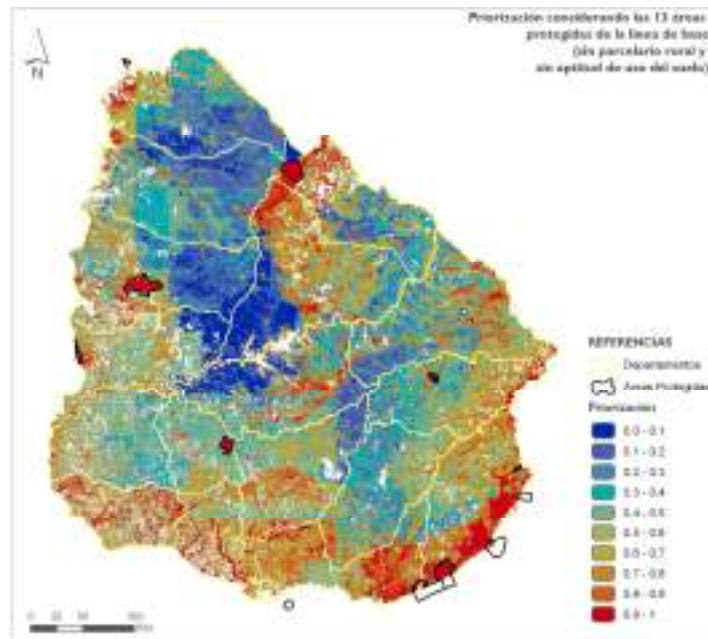 Priorización considerando las 13 áreas
protegidas de la línea de base
(sin parcelario rural y
sin aptitud de uso del suelo)
N
REFERENCIAS
Departamentos
Áreas Protegidas
Priorización
0.0 - 0.1
0.1 - 0.2
0.2 - 0.3
0.3 - 0.4
0.4 - 0.5
0.5 - 0.6
0.6 - 0.7
0.7 - 0.8
0.8 - 0.9
0.9 - 1
0